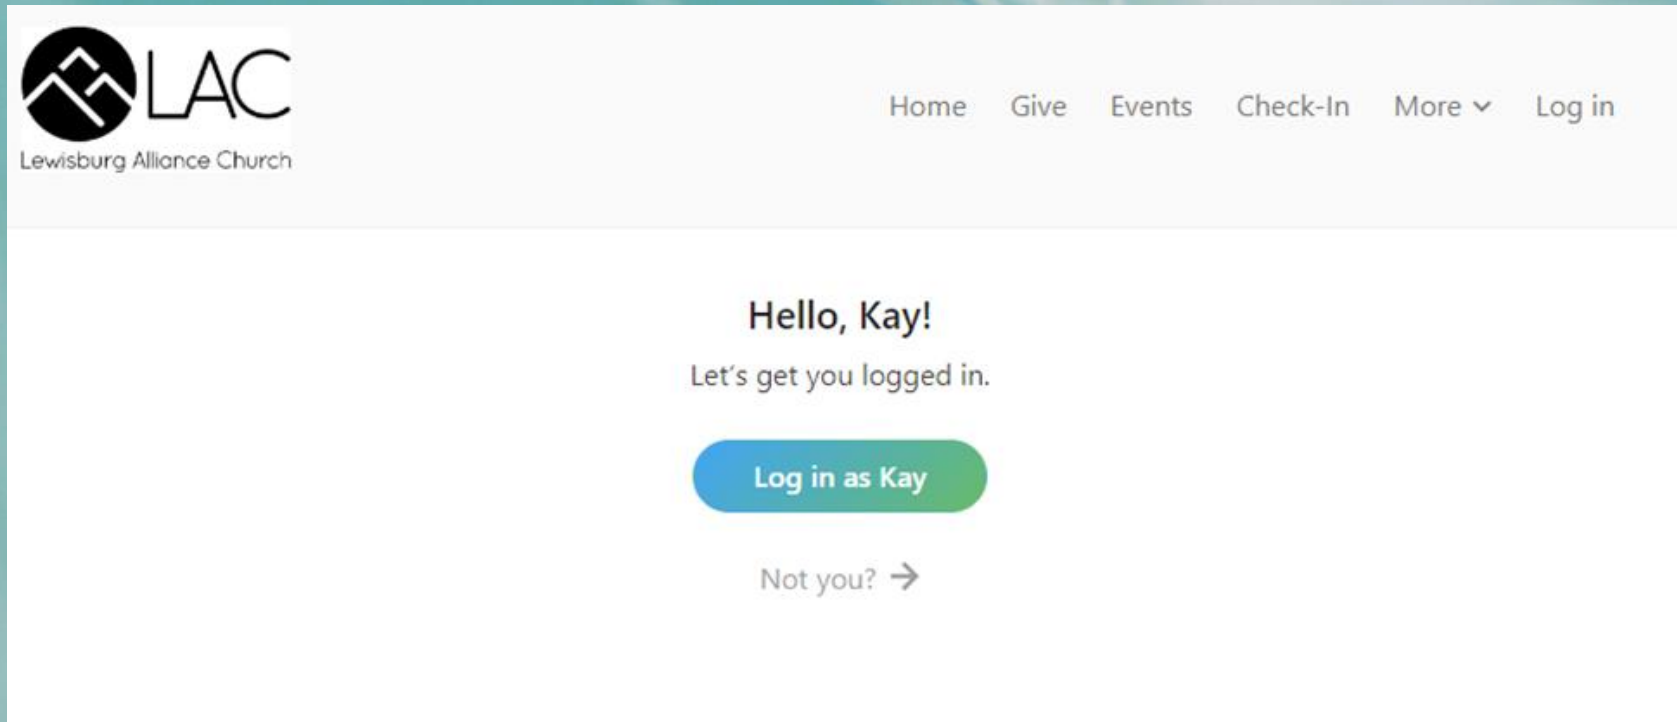 LAC
Lewisburg Alliance Church
Home Give Events Check-In More Log in
Hello, Kay!
Let's get you logged in.
Log in as Kay
Not you? →